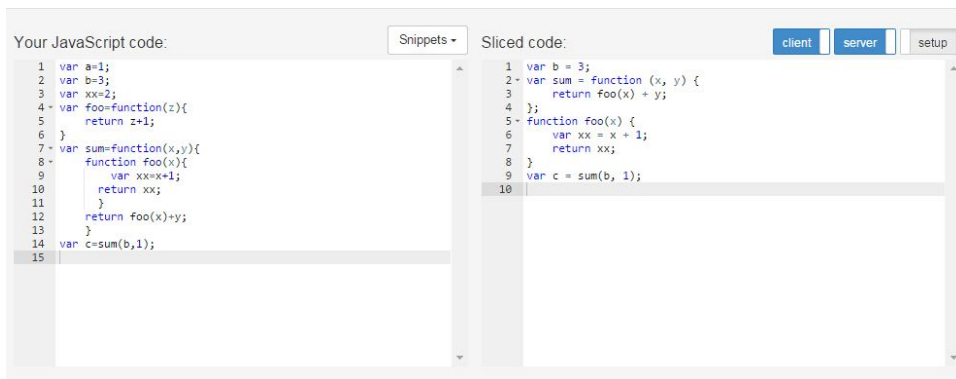 Your JavaScript code:
Snippets
1 var a=1;
2 var b=3;
3 var xx=2;
4 var foo=function(z){
5     return z+1;
6 }
7 var sum=function(x,y){
8     function foo(x){
9         var xx=x+1;
10       return xx;
11       }
12     return foo(x)+y;
13     }
14 var c=sum(b,1);
15
Sliced code:
client server setup
1 var b = 3;
2 var sum = function (x, y) {
3     return foo(x) + y;
4 };
5 function foo(x) {
6     var xx = x + 1;
7     return xx;
8 }
9 var c = sum(b, 1);
10